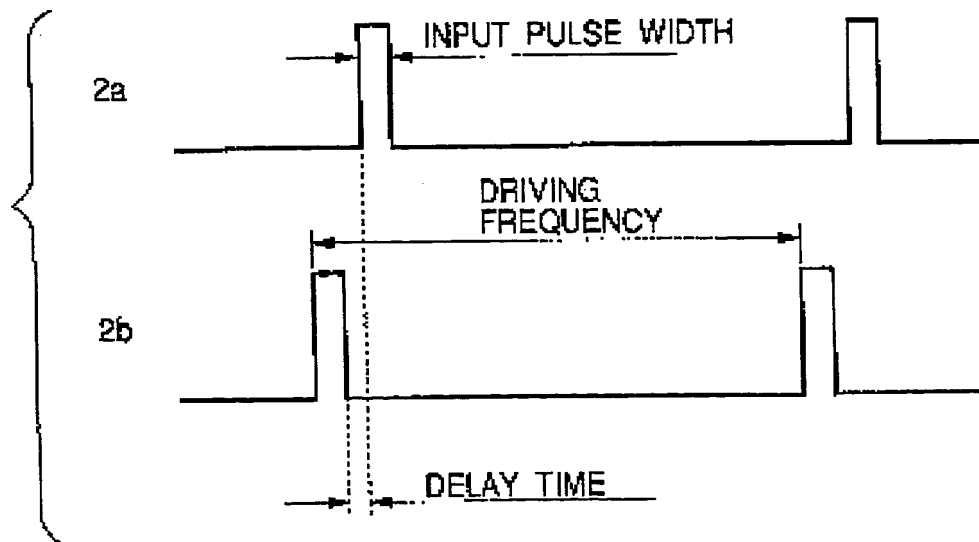 INPUT PULSE WIDTH
2a
DRIVING
FREQUENCY
2b
DELAY TIME